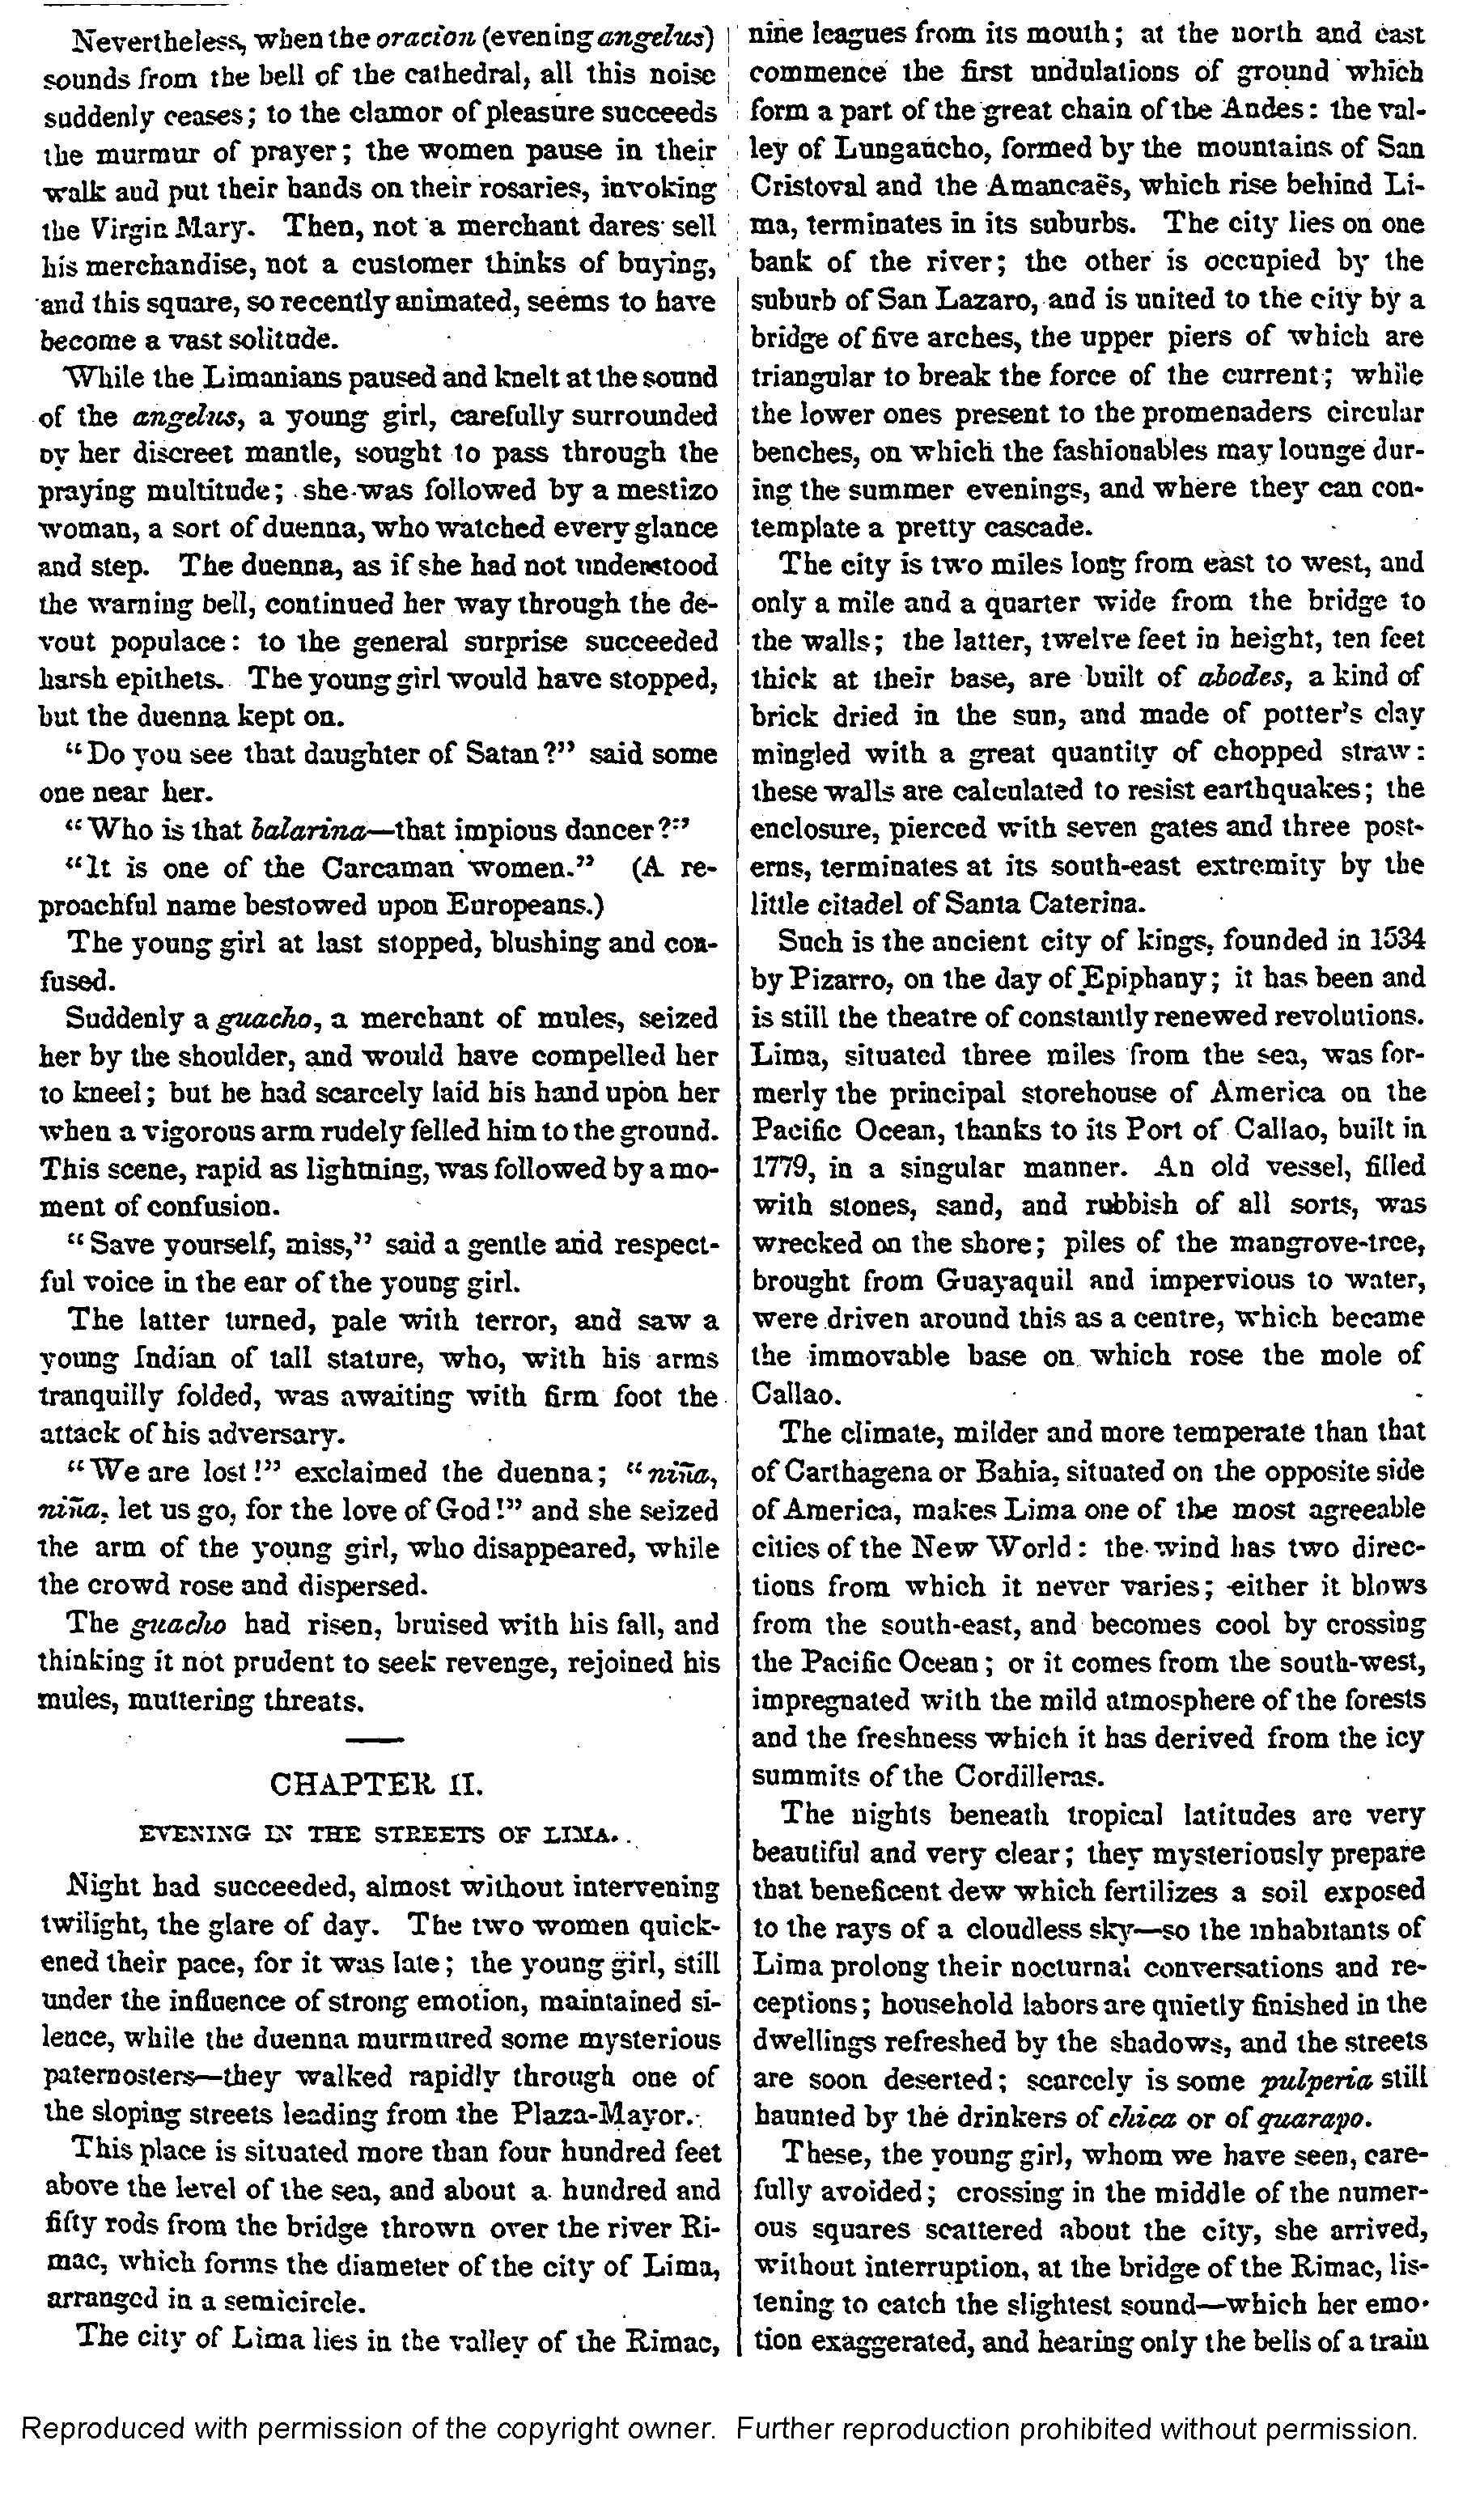 Nevertheless, when the oracion (evening angelus)
sounds from the bell of the cathedral, all this noise
suddenly ceases; to the clamor of pleasure succeeds
the murmur of prayer; the women pause in their
walk and put their hands on their rosaries, invoking
the Virgin Mary. Then, not a merchant dares sell
his merchandise, not a customer thinks of buying,
and this square, so recently animated, seems to have
become a vast solitude.
While the Limanians paused and knelt at the sound
of the angelus, a young girl, carefully surrounded
by her discreet mantle, sought to pass through the
praying multitude; she was followed by a mestizo
woman, a sort of duenna, who watched every glance
and step. The duenna, as if she had not understood
the warning bell, continued her way through the de-
vout populace: to the general surprise succeeded
harsh epithets. The young girl would have stopped,
but the duenna kept on.
"Do you see that daughter of Satan?" said some
one near her.
"Who is that balarina—that impious dancer?"
"It is one of the Carcaman women." (A re-
proachful name bestowed upon Europeans.)
The young girl at last stopped, blushing and con-
fused.
Suddenly a guacho, a merchant of mules, seized
her by the shoulder, and would have compelled her
to kneel; but he had scarcely laid his hand upon her
when a vigorous arm rudely felled him to the ground.
This scene, rapid as lightning, was followed by a mo-
ment of confusion.
"Save yourself, miss," said a gentle and respect-
ful voice in the ear of the young girl.
The latter turned, pale with terror, and saw a
young Indian of tall stature, who, with his arms
tranquilly folded, was awaiting with firm foot the
attack of his adversary.
"We are lost!" exclaimed the duenna; "niña,
niña, let us go, for the love of God!" and she seized
the arm of the young girl, who disappeared, while
the crowd rose and dispersed.
The guacho had risen, bruised with his fall, and
thinking it not prudent to seek revenge, rejoined his
mules, muttering threats.
CHAPTER II.
EVENING IN THE STREETS OF LIMA.
Night had succeeded, almost without intervening
twilight, the glare of day. The two women quick-
ened their pace, for it was late; the young girl, still
under the influence of strong emotion, maintained si-
lence, while the duenna murmured some mysterious
paternosters—they walked rapidly through one of
the sloping streets leading from the Plaza-Mayor.
This place is situated more than four hundred feet
above the level of the sea, and about a hundred and
fifty rods from the bridge thrown over the river Ri-
mac, which forms the diameter of the city of Lima,
arranged in a semicircle.
The city of Lima lies in the valley of the Rimac,
nine leagues from its mouth; at the north and east
commence the first undulations of ground which
form a part of the great chain of the Andes: the val-
ley of Lungaúcho, formed by the mountains of San
Cristoval and the Amancaës, which rise behind Li-
ma, terminates in its suburbs. The city lies on one
bank of the river; the other is occupied by the
suburb of San Lazaro, and is united to the city by a
bridge of five arches, the upper piers of which are
triangular to break the force of the current; while
the lower ones present to the promenaders circular
benches, on which the fashionables may lounge dur-
ing the summer evenings, and where they can con-
template a pretty cascade.
The city is two miles long from east to west, and
only a mile and a quarter wide from the bridge to
the walls; the latter, twelve feet in height, ten feet
thick at their base, are built of abodes, a kind of
brick dried in the sun, and made of potter's clay
mingled with a great quantity of chopped straw:
these walls are calculated to resist earthquakes; the
enclosure, pierced with seven gates and three post-
erns, terminates at its south-east extremity by the
little citadel of Santa Caterina.
Such is the ancient city of kings, founded in 1534
by Pizarro, on the day of Epiphany; it has been and
is still the theatre of constantly renewed revolutions.
Lima, situated three miles from the sea, was for-
merly the principal storehouse of America on the
Pacific Ocean, thanks to its Port of Callao, built in
1779, in a singular manner. An old vessel, filled
with stones, sand, and rubbish of all sorts, was
wrecked on the shore; piles of the mangrove-tree,
brought from Guayaquil and impervious to water,
were driven around this as a centre, which became
the immovable base on which rose the mole of
Callao.
The climate, milder and more temperate than that
of Carthagena or Bahia, situated on the opposite side
of America, makes Lima one of the most agreeable
cities of the New World: the wind has two direc-
tions from which it never varies; either it blows
from the south-east, and becomes cool by crossing
the Pacific Ocean; or it comes from the south-west,
impregnated with the mild atmosphere of the forests
and the freshness which it has derived from the icy
summits of the Cordilleras.
The nights beneath tropical latitudes are very
beautiful and very clear; they mysteriously prepare
that beneficent dew which fertilizes a soil exposed
to the rays of a cloudless sky—so the inhabitants of
Lima prolong their nocturnal conversations and re-
ceptions; household labors are quietly finished in the
dwellings refreshed by the shadows, and the streets
are soon deserted; scarcely is some pulperia still
haunted by the drinkers of chica or of quarapo.
These, the young girl, whom we have seen, care-
fully avoided; crossing in the middle of the numer-
ous squares scattered about the city, she arrived,
without interruption, at the bridge of the Rimac, lis-
tening to catch the slightest sound—which her emo-
tion exaggerated, and hearing only the bells of a train
Reproduced with permission of the copyright owner. Further reproduction prohibited without permission.